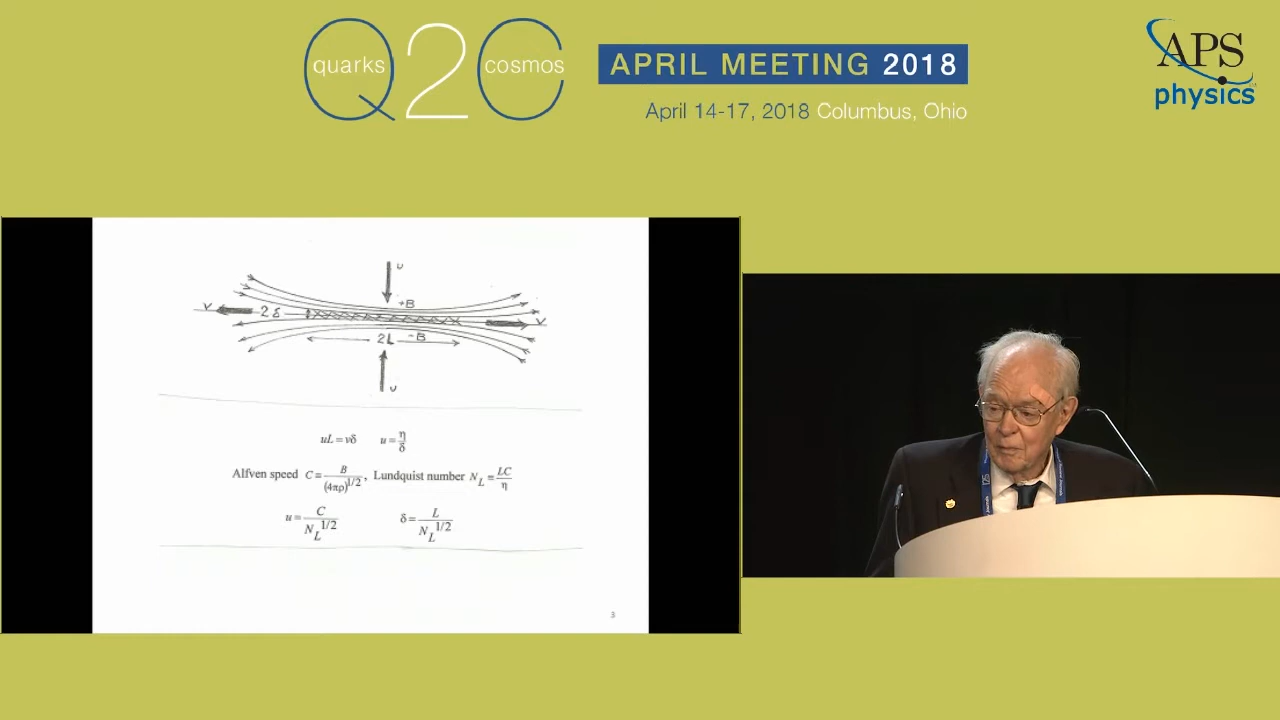 quarks Q2C cosmos
APRIL MEETING 2018
April 14-17, 2018 Columbus, Ohio
APS
physics
u
+B
v 2δ
v
2L -B
u
uL = vδ u = η/δ
Alfven speed C = B/(4πρ)^1/2, Lundquist number N_L = LC/η
u = C/N_L^1/2 δ = L/N_L^1/2
3
125